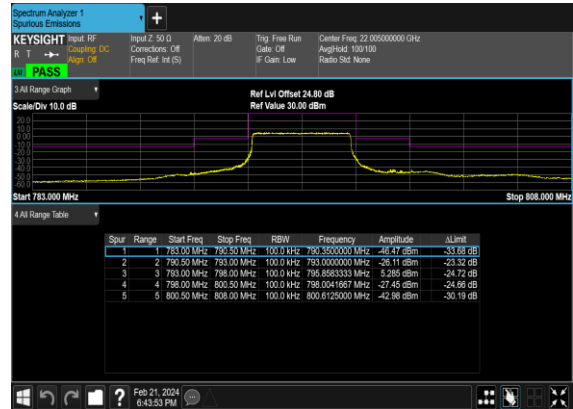 Spectrum Analyzer 1
Spurious Emissions
KEYSIGHT Input: RF Input Z: 50 Ω Atten: 20 dB Trig: Free Run Center Freq: 22.005000000 GHz
R T Coupling: DC Corrections: Off Gate: Off Avg|Hold: 100/100
Align: Off Freq Ref: Int (S) IF Gain: Low Radio Std: None
PASS
3 All Range Graph
Scale/Div 10.0 dB
Ref Lvl Offset 24.80 dB
Ref Value 30.00 dBm
20.0
10.0
0.00
-10.0
-20.0
-30.0
-40.0
-50.0
-60.0
Start 783.000 MHz Stop 808.000 MHz
4 All Range Table
Spur Range Start Freq Stop Freq RBW Frequency Amplitude ΔLimit
1 1 783.00 MHz 790.50 MHz 100.0 kHz 790.3500000 MHz -46.47 dBm -33.68 dB
2 2 790.50 MHz 793.00 MHz 100.0 kHz 793.0000000 MHz -26.11 dBm -23.32 dB
3 3 793.00 MHz 798.00 MHz 100.0 kHz 795.8583333 MHz 5.285 dBm -24.72 dB
4 4 798.00 MHz 800.50 MHz 100.0 kHz 798.0041667 MHz -27.45 dBm -24.66 dB
5 5 800.50 MHz 808.00 MHz 100.0 kHz 800.6125000 MHz -42.98 dBm -30.19 dB
? Feb 21, 2024
6:43:53 PM